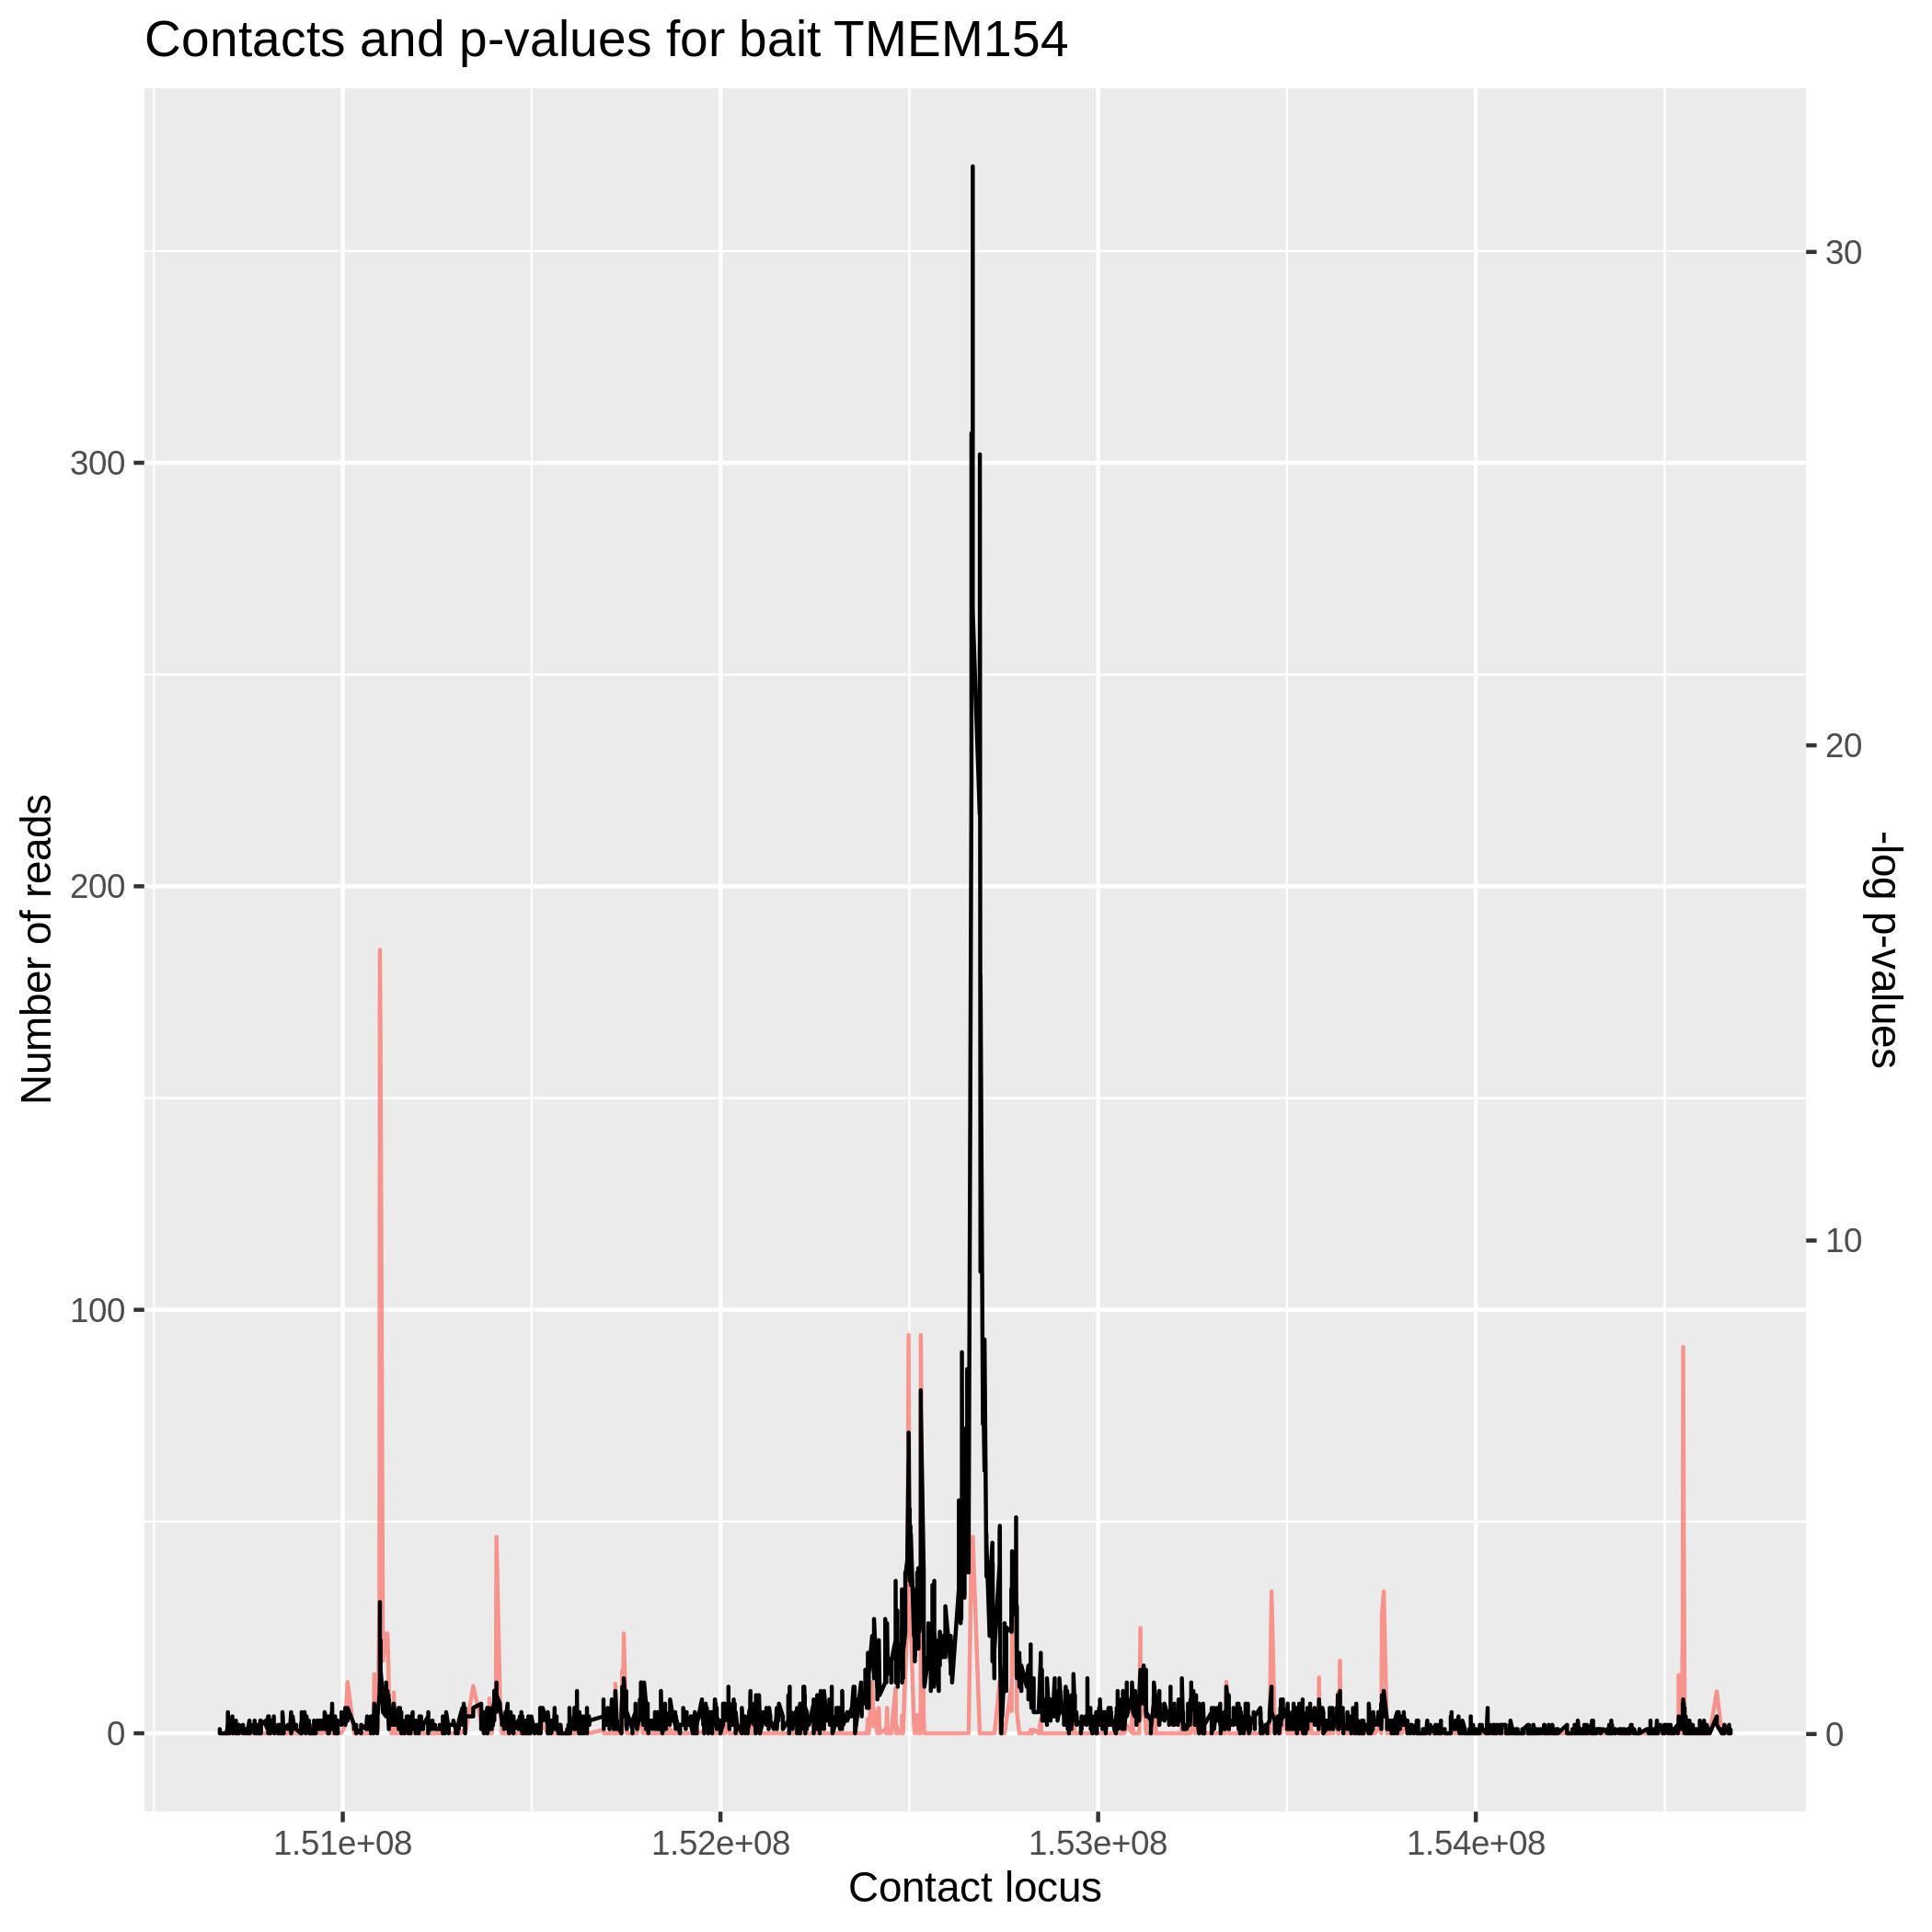 Contacts and p-values for bait TMEM154
Number of reads
300
200
100
0
30
20
10
0
-log p-values
1.51e+08
1.52e+08
1.53e+08
1.54e+08
Contact locus